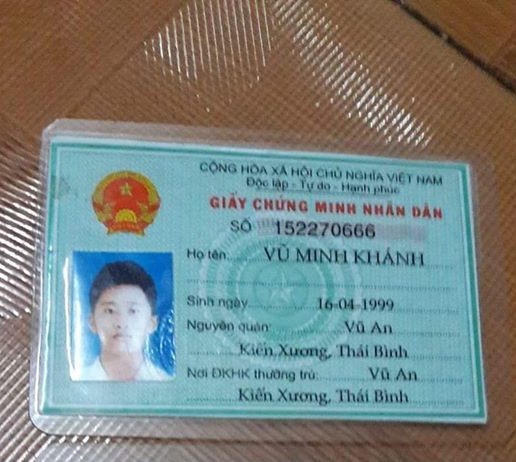 CỘNG HÒA XÃ HỘI CHỦ NGHĨA VIỆT NAM
Độc lập - Tự do - Hạnh phúc
GIẤY CHỨNG MINH NHÂN DÂN
SỐ 152270666
Họ tên: VŨ MINH KHÁNH
Sinh ngày 16-04-1999
Nguyên quán: Vũ An
Kiến Xương, Thái Bình
Nơi ĐKHK thường trú: Vũ An
Kiến Xương, Thái Bình